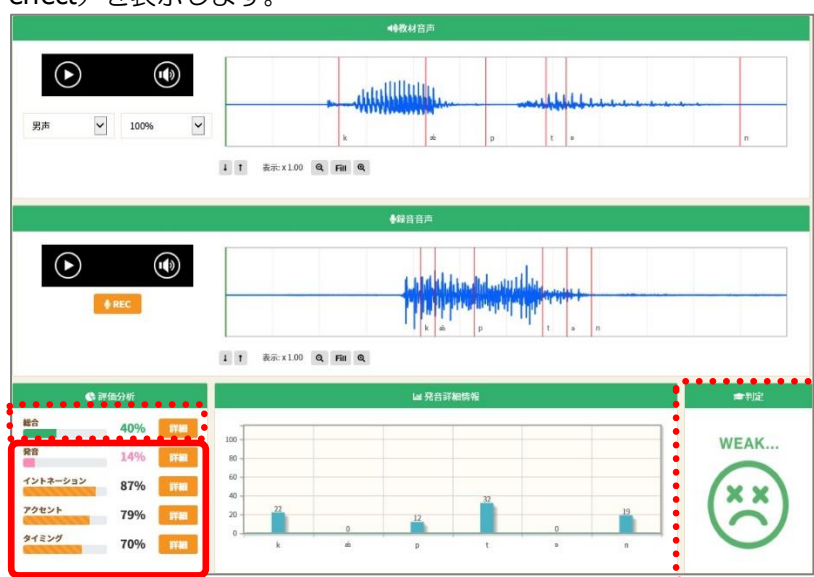 effect）を表示します。
教材音声
男声 100%
k æ p t ə n
↓ ↑ 表示: x 1.00 Fill
録音音声
REC
k æ p t ə n
↓ ↑ 表示: x 1.00 Fill
評価分析
総合 40% 詳細
発音 14% 詳細
イントネーション 87% 詳細
アクセント 79% 詳細
タイミング 70% 詳細
発音詳細情報
100
80
60
40
20
0
22 0 12 32 0 19
k æ p t ə n
判定
WEAK...